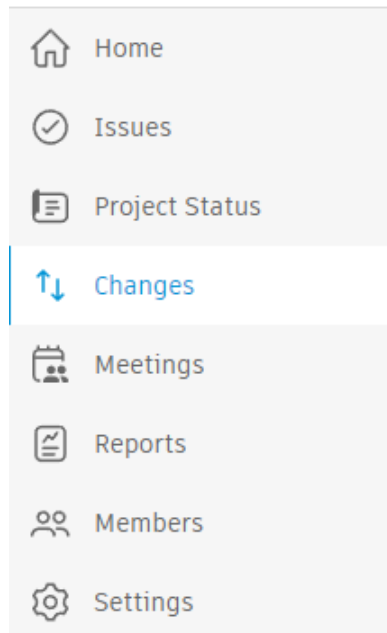 Home
Issues
Project Status
Changes
Meetings
Reports
Members
Settings